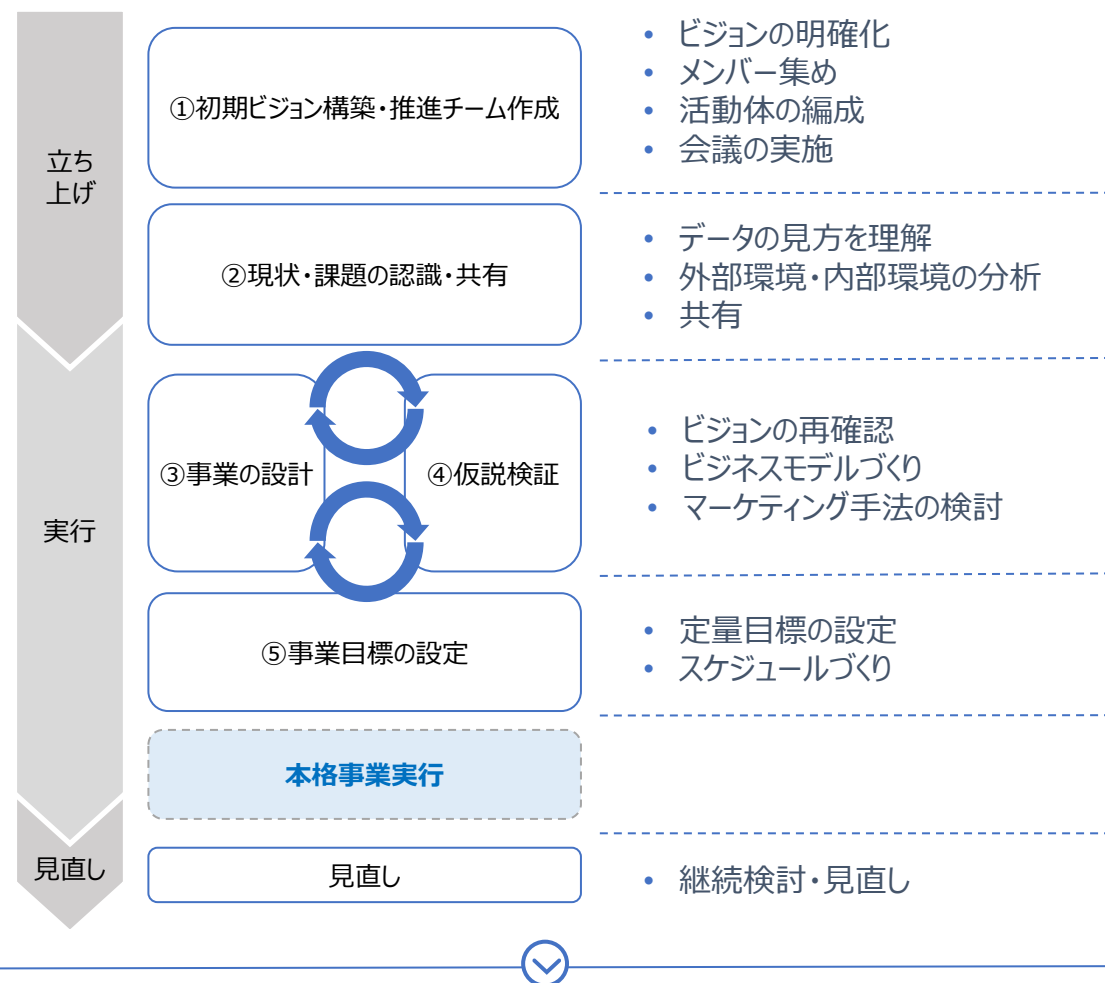 立ち
上げ
①初期ビジョン構築・推進チーム作成
• ビジョンの明確化
• メンバー集め
• 活動体の編成
• 会議の実施
②現状・課題の認識・共有
• データの見方を理解
• 外部環境・内部環境の分析
• 共有
実行
③事業の設計
④仮説検証
• ビジョンの再確認
• ビジネスモデルづくり
• マーケティング手法の検討
⑤事業目標の設定
• 定量目標の設定
• スケジュールづくり
本格事業実行
見直し
見直し
• 継続検討・見直し